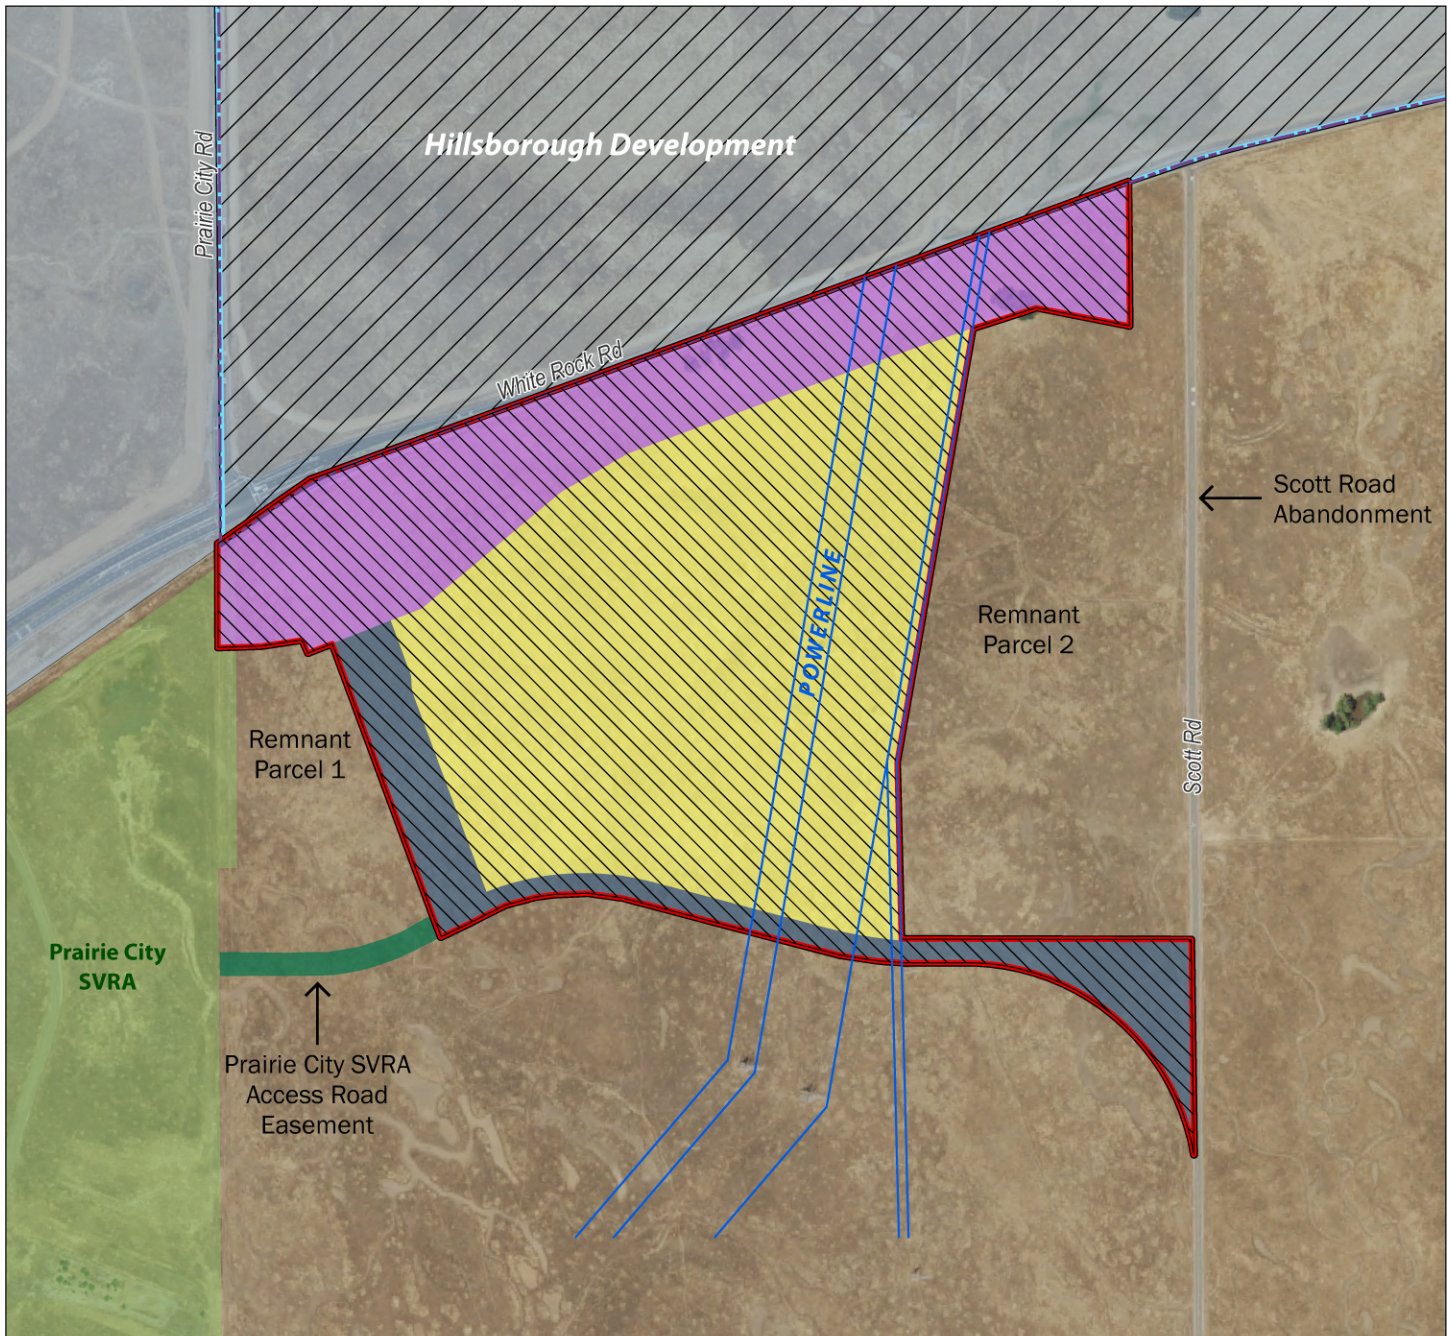 Hillsborough Development
Prairie City Rd
White Rock Rd
Scott Road
Abandonment
POWERLINE
Remnant
Parcel 2
Remnant
Parcel 1
Scott Rd
Prairie City
SVRA
Prairie City SVRA
Access Road
Easement